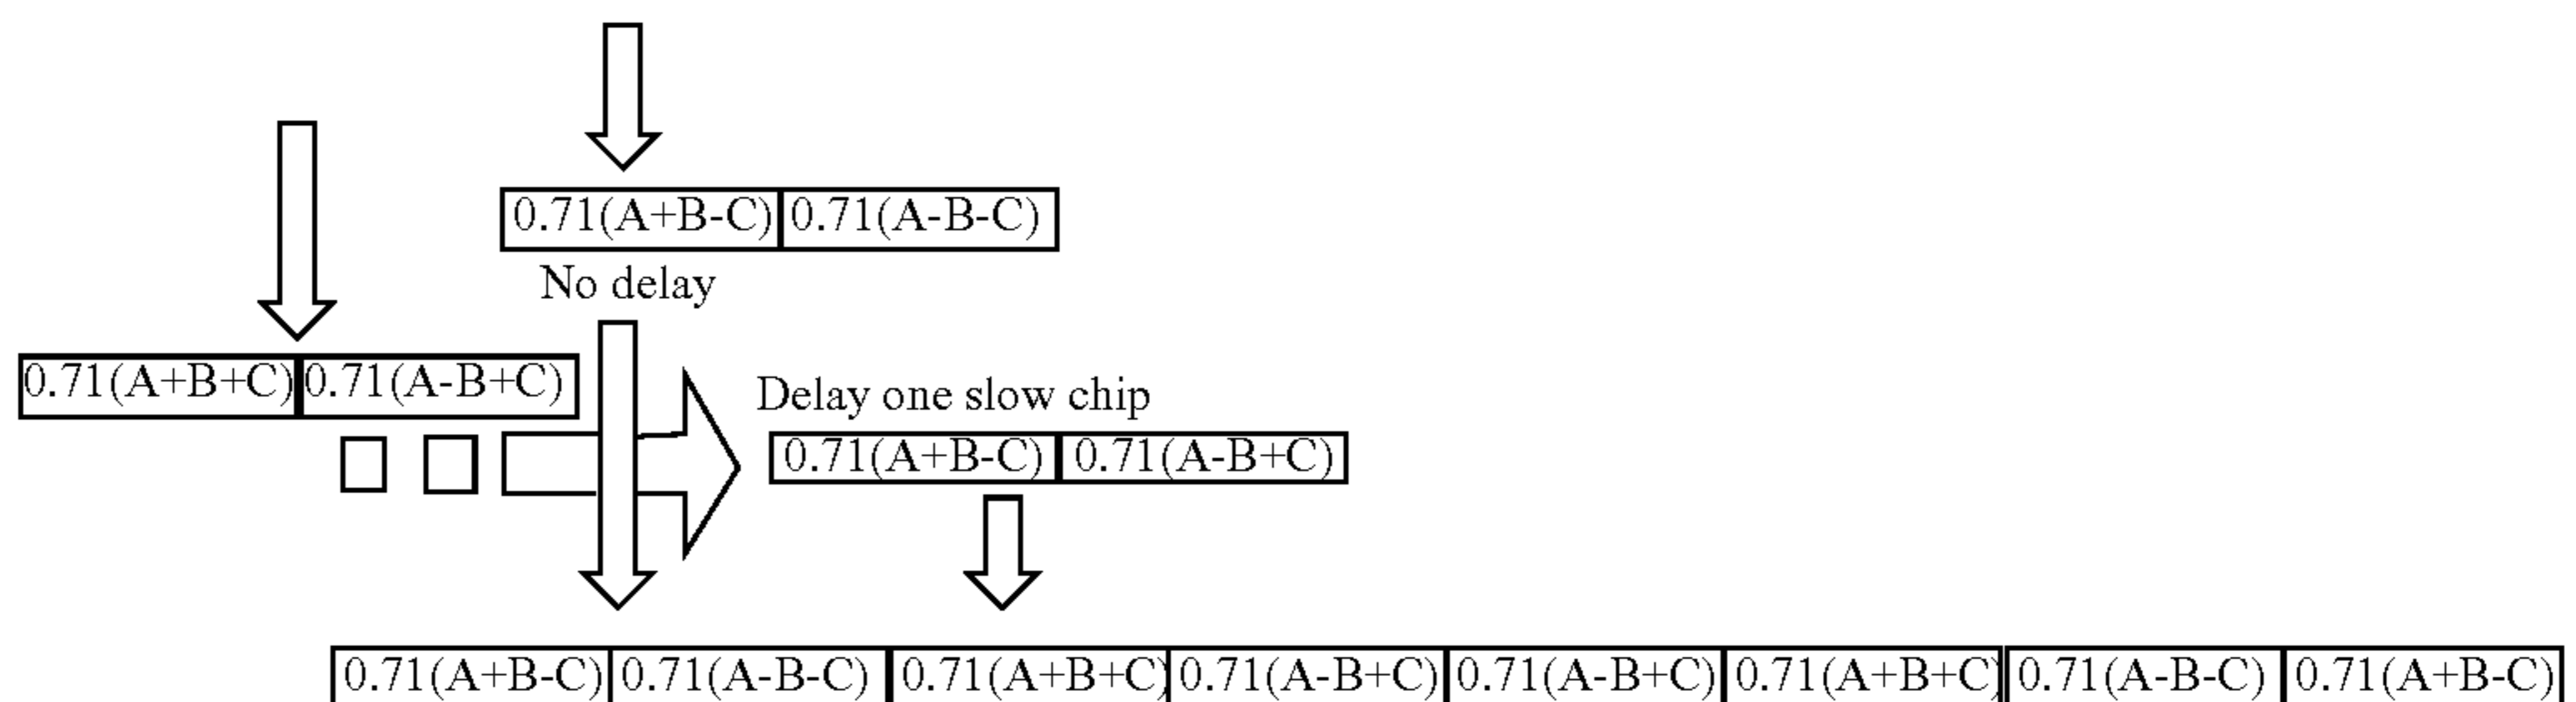 0.71(A+B-C) 0.71(A-B-C)
No delay
0.71(A+B+C) 0.71(A-B+C)
Delay one slow chip
0.71(A+B-C) 0.71(A-B+C)
0.71(A+B-C) 0.71(A-B-C) 0.71(A+B+C) 0.71(A-B+C) 0.71(A-B+C) 0.71(A+B+C) 0.71(A-B-C) 0.71(A+B-C)